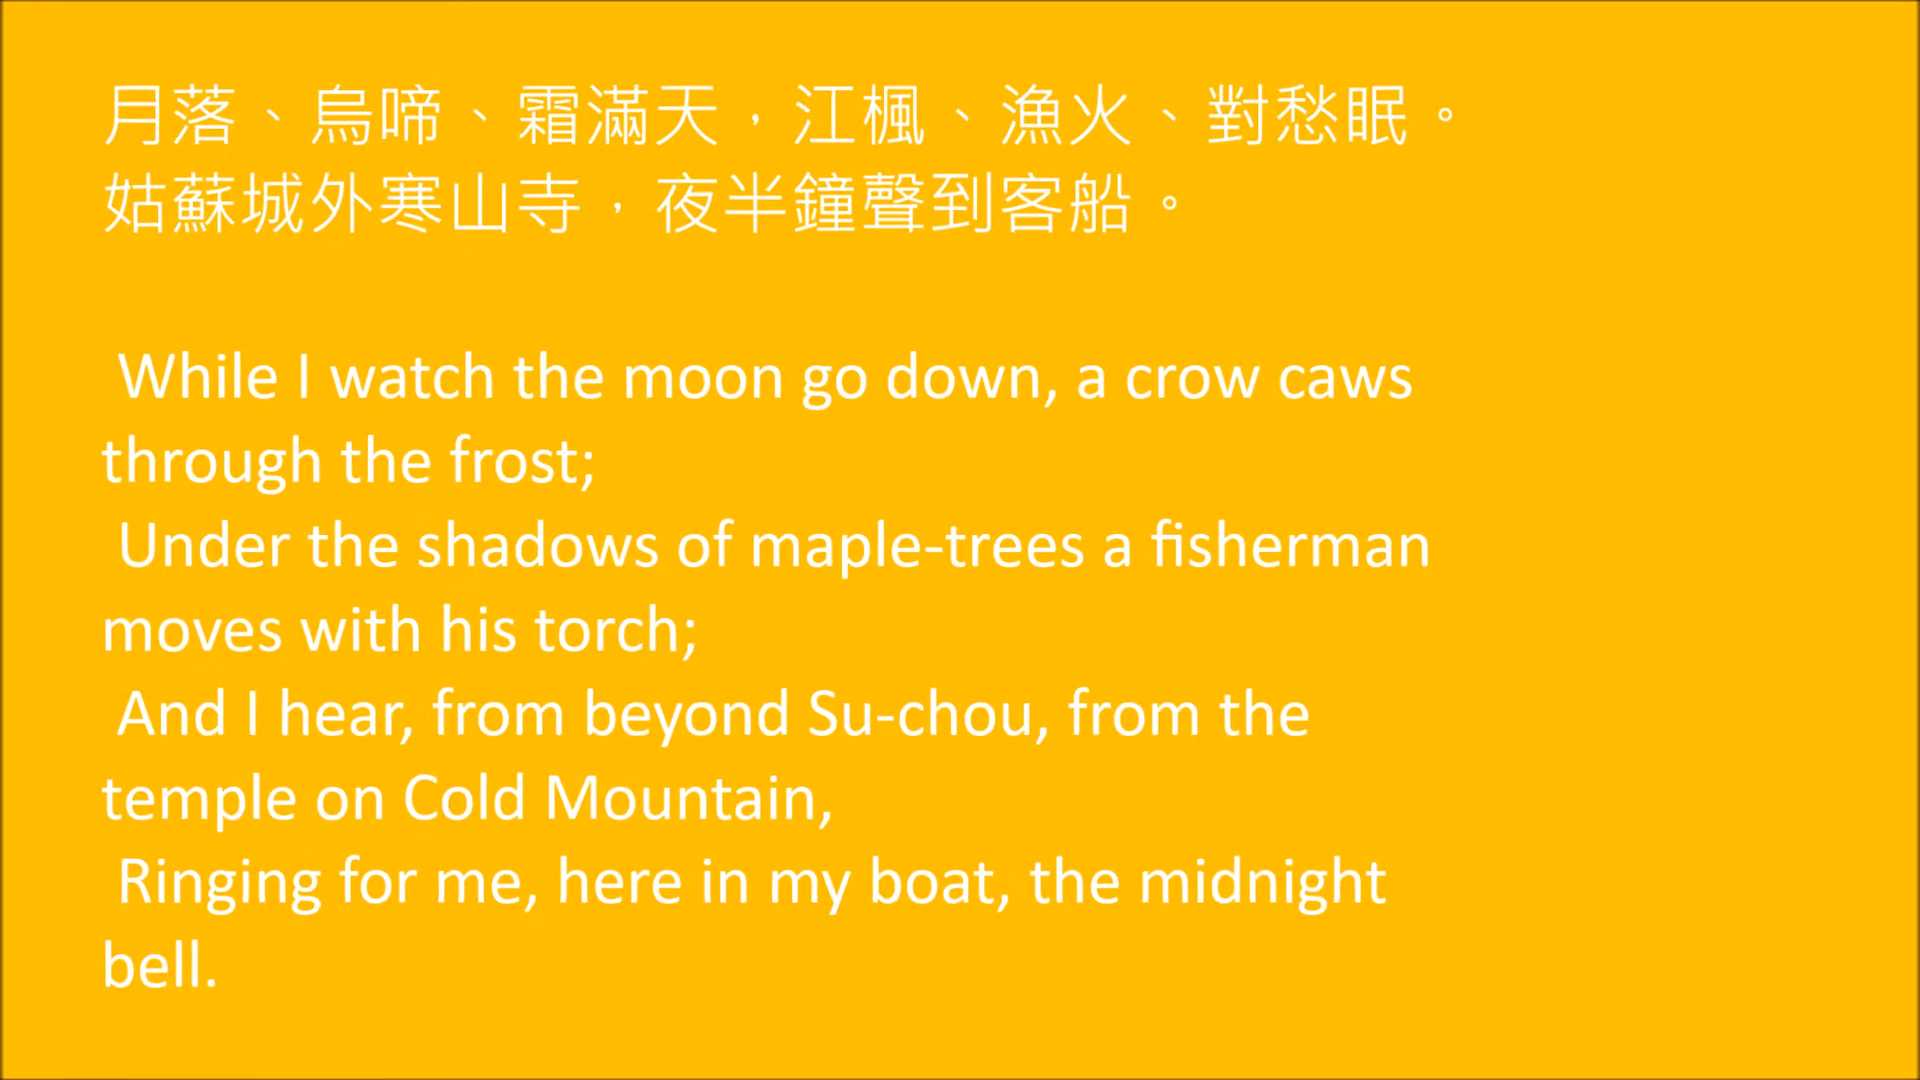 月落、烏啼、霜滿天，江楓、漁火、對愁眠。
姑蘇城外寒山寺，夜半鐘聲到客船。
While I watch the moon go down, a crow caws
through the frost;
Under the shadows of maple-trees a fisherman
moves with his torch;
And I hear, from beyond Su-chou, from the
temple on Cold Mountain,
Ringing for me, here in my boat, the midnight
bell.